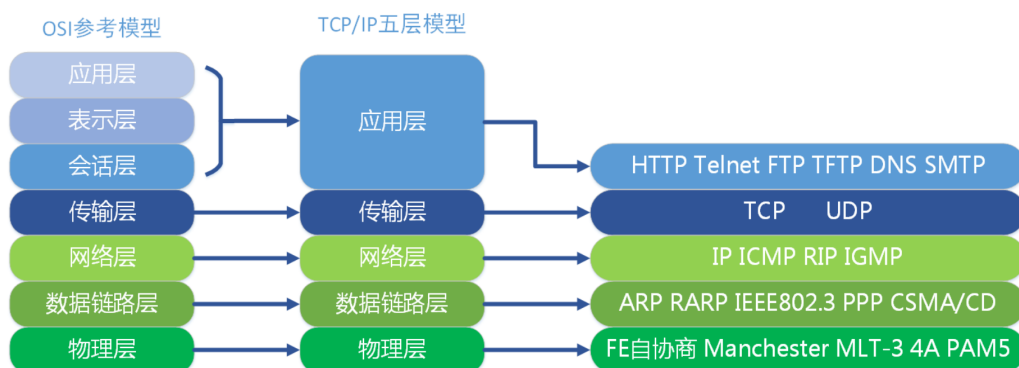 OSI参考模型
TCP/IP五层模型
应用层
表示层
会话层
传输层
网络层
数据链路层
物理层
应用层
传输层
网络层
数据链路层
物理层
HTTP Telnet FTP TFTP DNS SMTP
TCP UDP
IP ICMP RIP IGMP
ARP RARP IEEE802.3 PPP CSMA/CD
FE自协商 Manchester MLT-3 4A PAM5